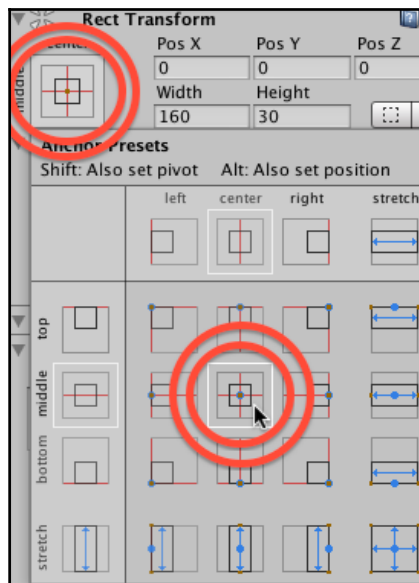 Rect Transform
center
Pos X Pos Y Pos Z
middle
0 0 0
Width Height
160 30
Anchor Presets
Shift: Also set pivot Alt: Also set position
left center right stretch
top
middle
bottom
stretch